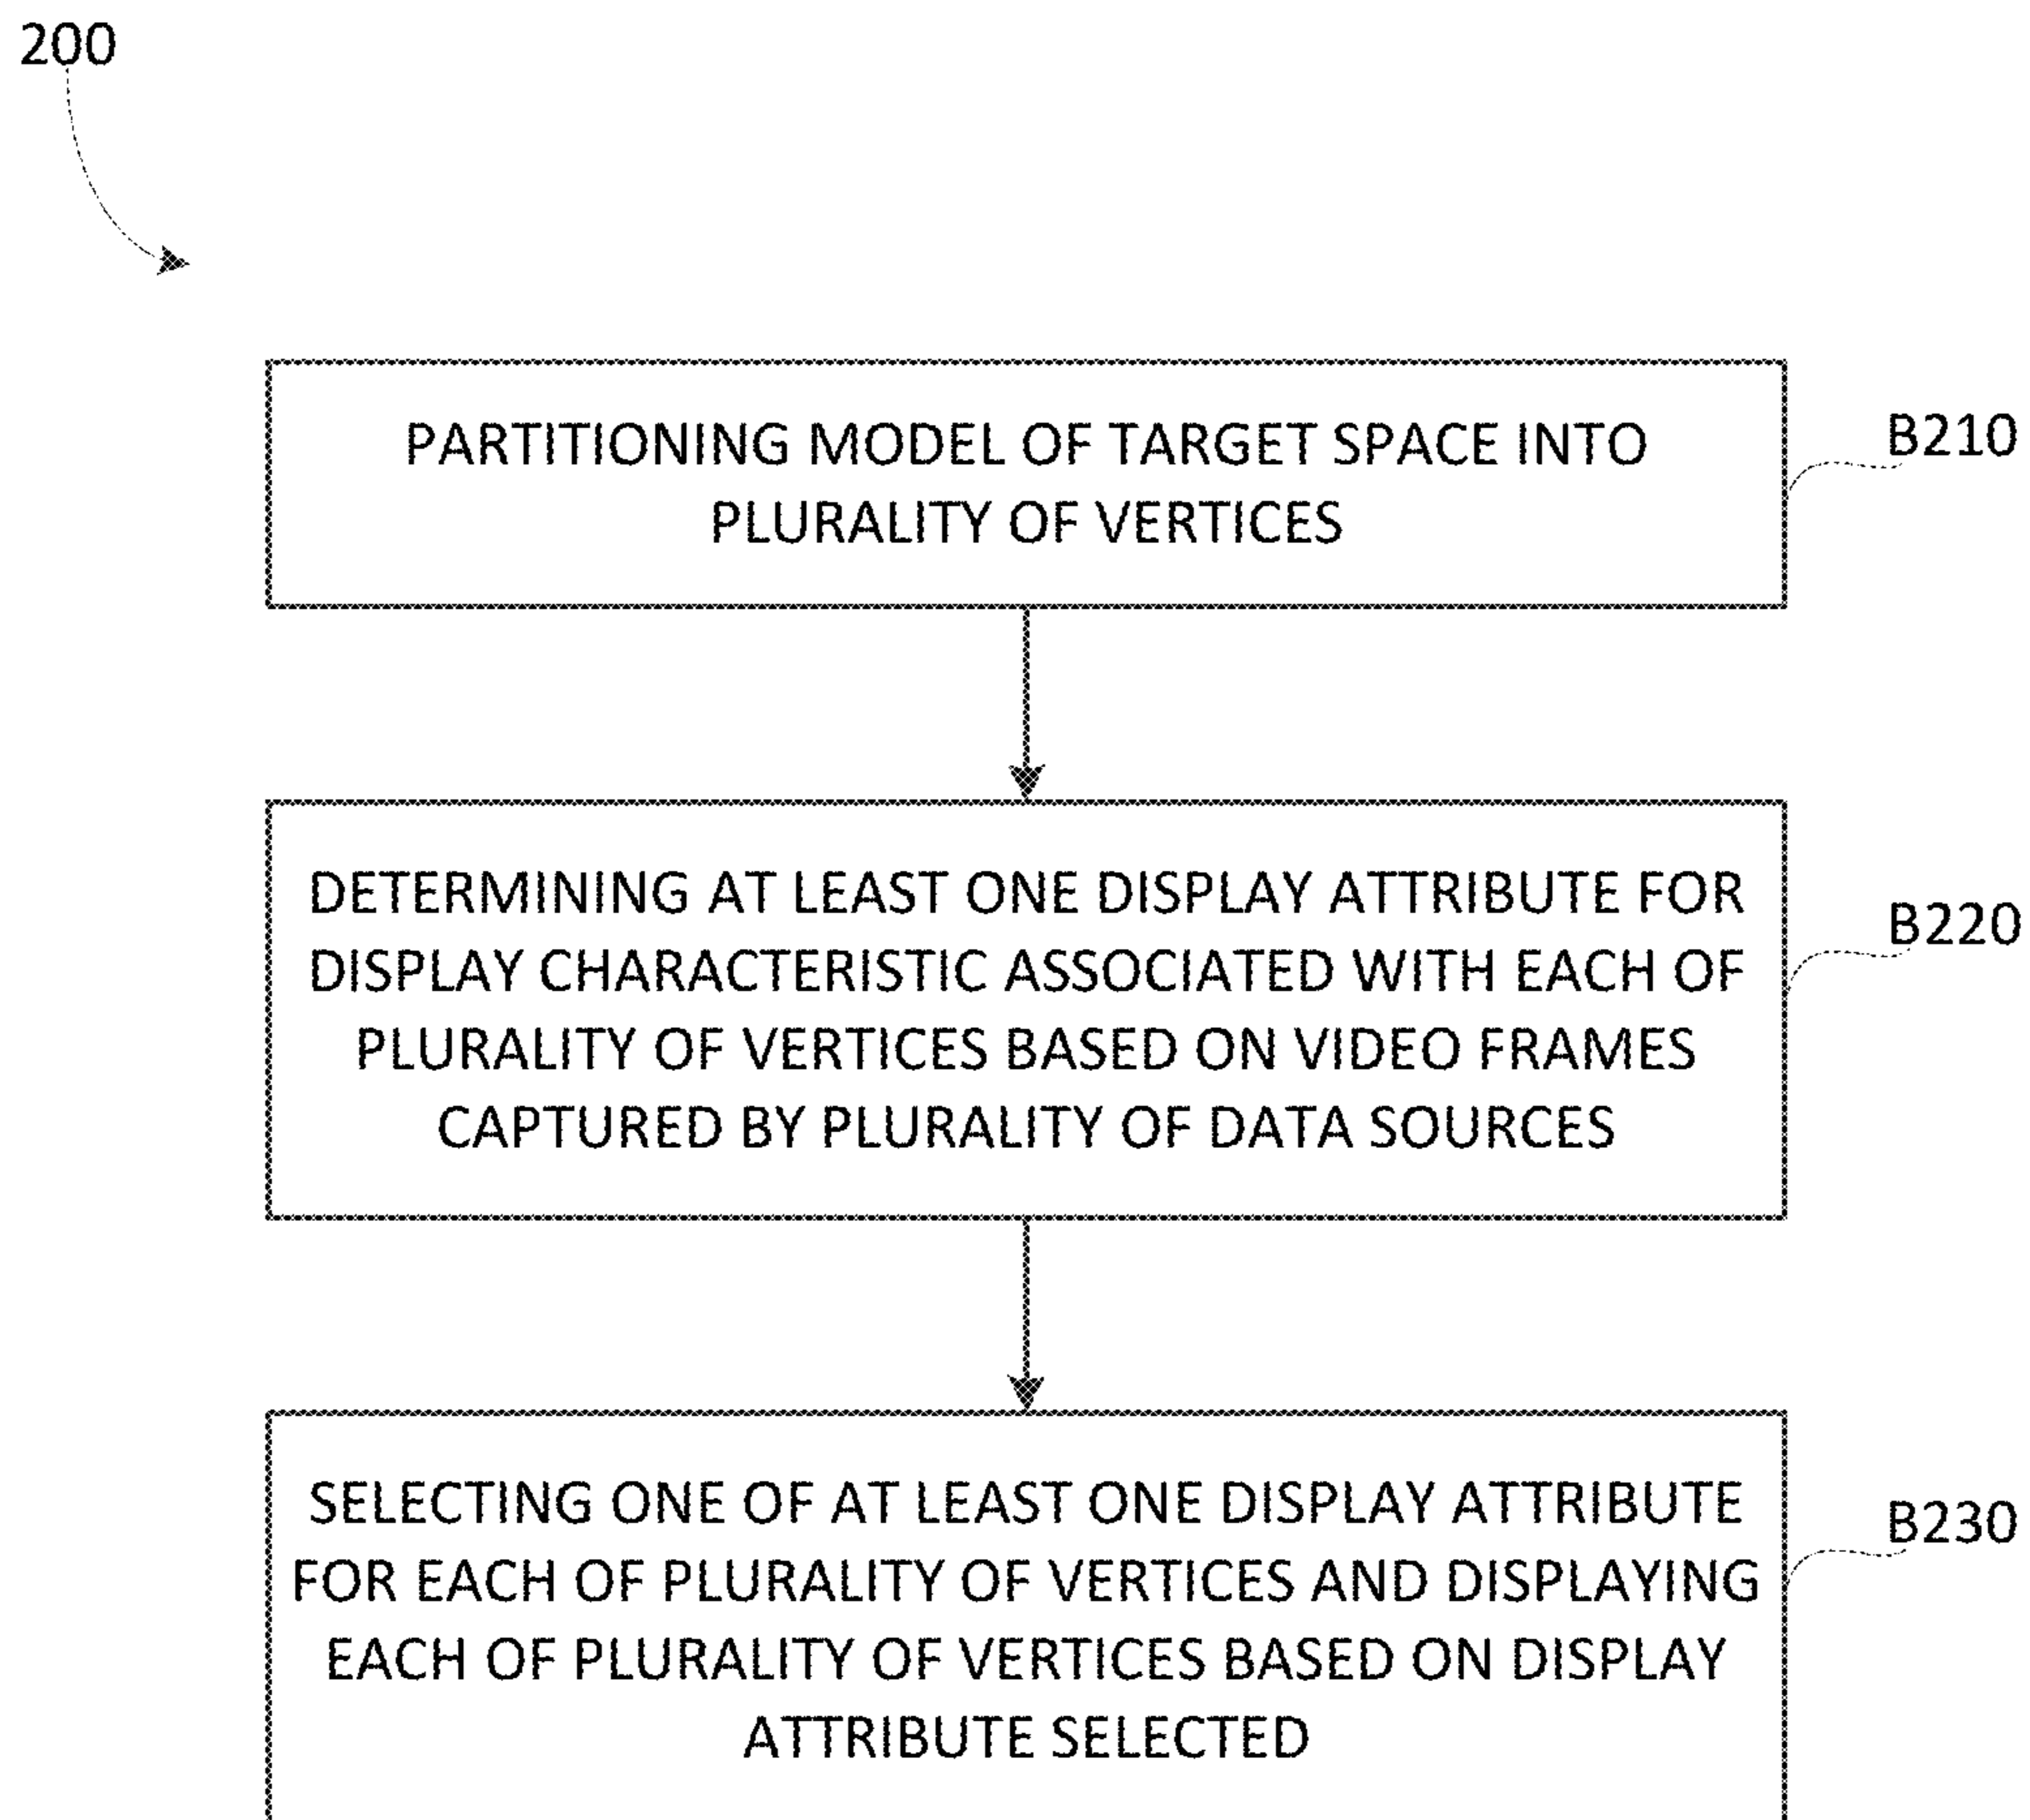 200
PARTITIONING MODEL OF TARGET SPACE INTO
PLURALITY OF VERTICES
B210
DETERMINING AT LEAST ONE DISPLAY ATTRIBUTE FOR
DISPLAY CHARACTERISTIC ASSOCIATED WITH EACH OF
PLURALITY OF VERTICES BASED ON VIDEO FRAMES
CAPTURED BY PLURALITY OF DATA SOURCES
B220
SELECTING ONE OF AT LEAST ONE DISPLAY ATTRIBUTE
FOR EACH OF PLURALITY OF VERTICES AND DISPLAYING
EACH OF PLURALITY OF VERTICES BASED ON DISPLAY
ATTRIBUTE SELECTED
B230